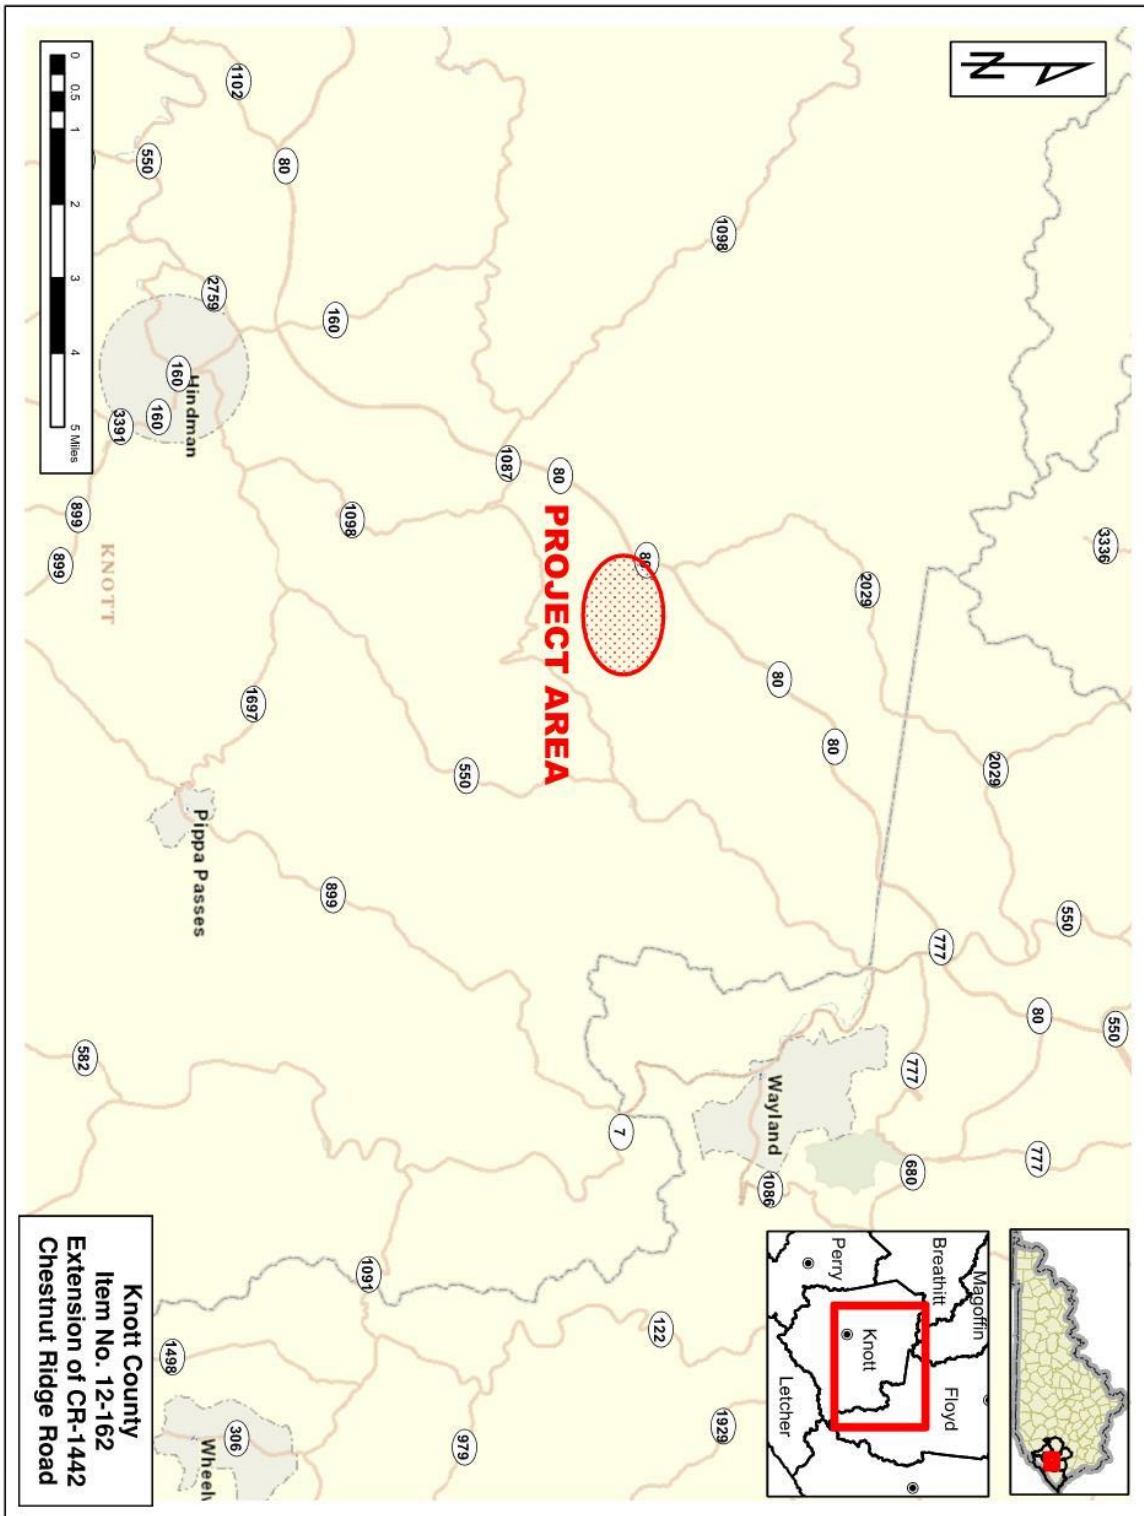 N
3336
550
550
80
777
2029
Magoffin
777
Breathitt
Floyd
777
680
2029
Knott
Perry
80
Letcher
80
Wayland
1086
1098
1929
122
80
7
80
PROJECT AREA
1087
550
979
1091
1098
160
899
80
1697
1102
306
2759
Wheelw
Pippa Passes
Hindman
160
1498
160
550
3391
KNOTT
582
899
899
0 0.5 1 2 3 4 5 Miles
Knott County
Item No. 12-162
Extension of CR-1442
Chestnut Ridge Road